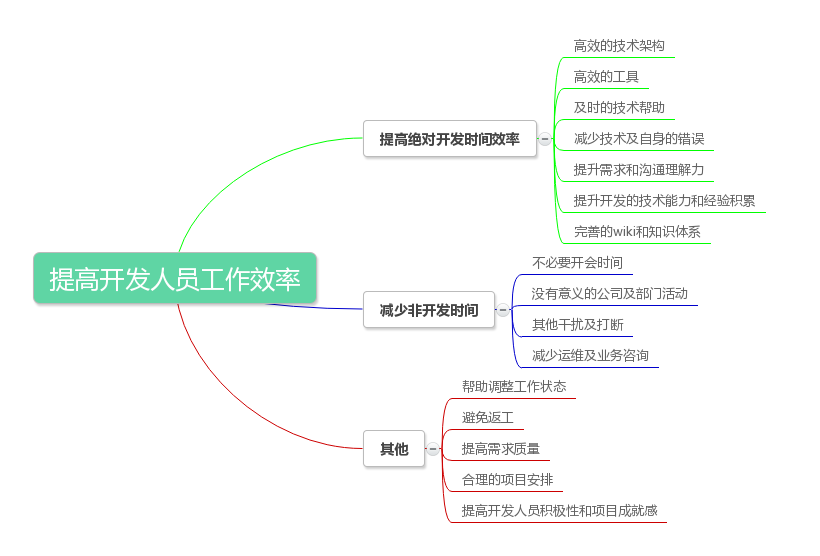 提高开发人员工作效率
提高绝对开发时间效率
高效的技术架构
高效的工具
及时的技术帮助
减少技术及自身的错误
提升需求和沟通理解力
提升开发的技术能力和经验积累
完善的wiki和知识体系
减少非开发时间
不必要开会时间
没有意义的公司及部门活动
其他干扰及打断
减少运维及业务咨询
其他
帮助调整工作状态
避免返工
提高需求质量
合理的项目安排
提高开发人员积极性和项目成就感